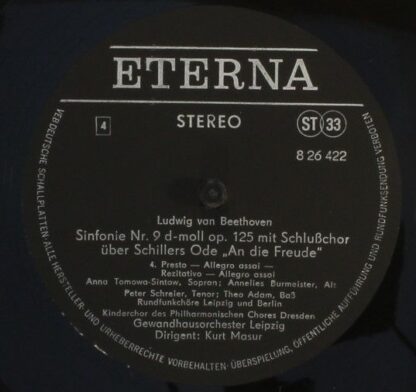 ETERNA
4
STEREO
ST 33
8 26 422
Ludwig van Beethoven
Sinfonie Nr. 9 d-moll op. 125 mit Schlußchor
über Schillers Ode „An die Freude"
4. Presto — Allegro assai —
Rezitativo — Allegro assai
Anna Tomowa-Sintow, Sopran; Annelies Burmeister, Alt
Peter Schreier, Tenor; Theo Adam, Baß
Rundfunkchöre Leipzig und Berlin
Kinderchor des Philharmonischen Chores Dresden
Gewandhausorchester Leipzig
Dirigent: Kurt Masur
VEB DEUTSCHE SCHALLPLATTEN · ALLE HERSTELLER- UND URHEBERRECHTE VORBEHALTEN · ÜBERSPIELUNG, ÖFFENTLICHE AUFFÜHRUNG UND RUNDFUNKSENDUNG VERBOTEN